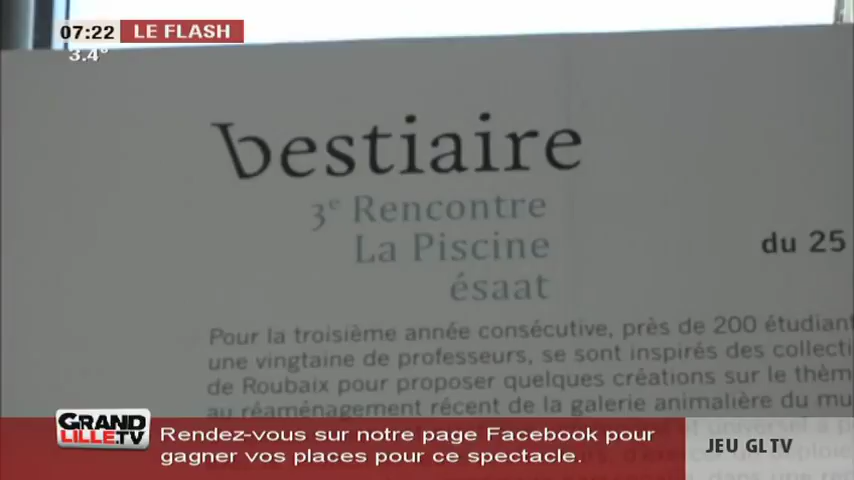 07:22 LE FLASH
3.4°
bestiaire
3e Rencontre
La Piscine
ésaat
du 25
Pour la troisième année consécutive, près de 200 étudiant
une vingtaine de professeurs, se sont inspirés des collecti
de Roubaix pour proposer quelques créations sur le thèm
au réaménagement récent de la galerie animalière du mu
GRAND
LILLE.TV
Rendez-vous sur notre page Facebook pour
gagner vos places pour ce spectacle.
JEU GLTV